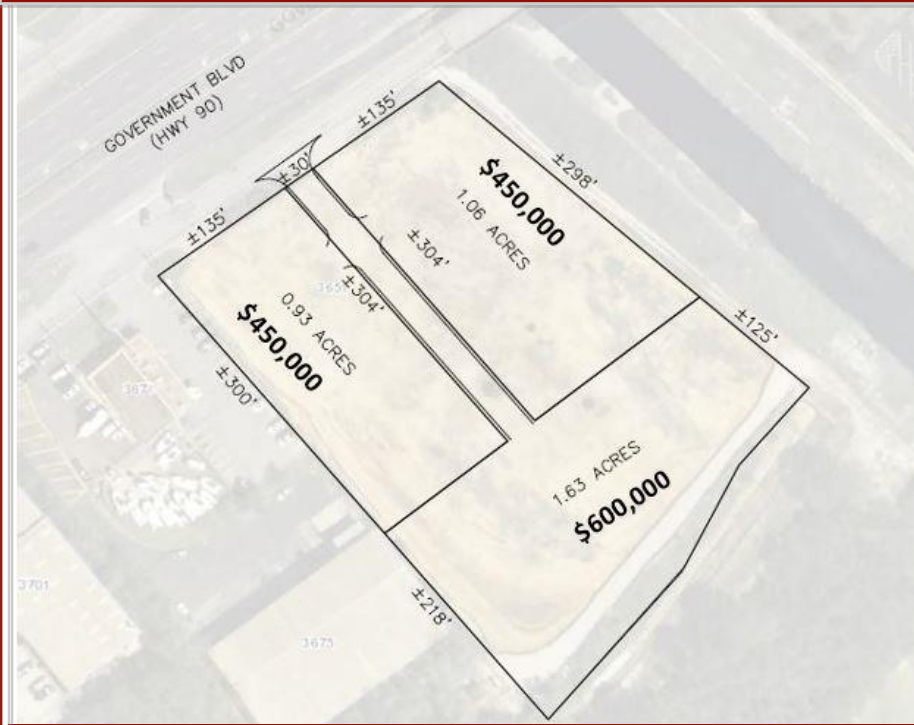 GOVERNMENT BLVD
(HWY 90)
±135'
±30'
±135'
±298'
$450,000
1.06 ACRES
±304'
±304'
0.93 ACRES
$450,000
±300'
±125'
1.63 ACRES
$600,000
±218'
3701
3675